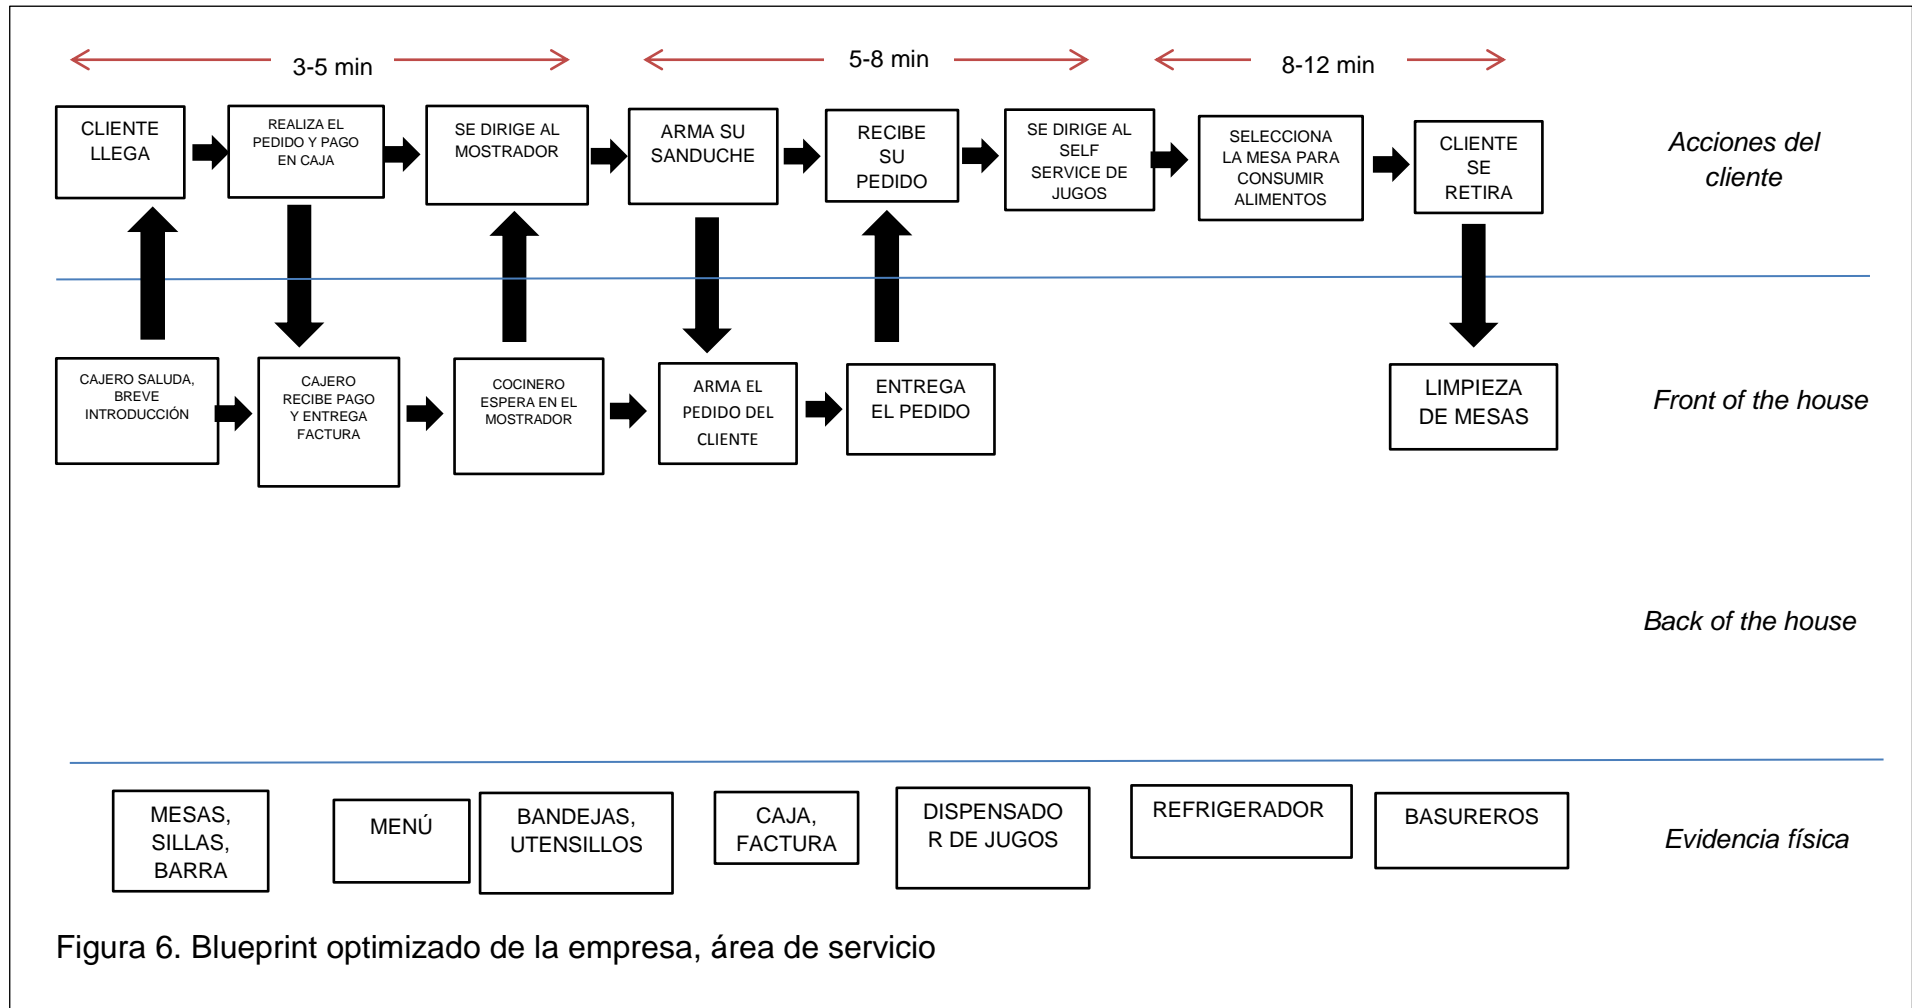 3-5 min
5-8 min
8-12 min
CLIENTE
LLEGA
REALIZA EL
PEDIDO Y PAGO
EN CAJA
SE DIRIGE AL
MOSTRADOR
ARMA SU
SANDUCHE
RECIBE
SU
PEDIDO
SE DIRIGE AL
SELF
SERVICE DE
JUGOS
SELECCIONA
LA MESA PARA
CONSUMIR
ALIMENTOS
CLIENTE
SE
RETIRA
Acciones del
cliente
CAJERO SALUDA,
BREVE
INTRODUCCIÓN
CAJERO
RECIBE PAGO
Y ENTREGA
FACTURA
COCINERO
ESPERA EN EL
MOSTRADOR
ARMA EL
PEDIDO DEL
CLIENTE
ENTREGA
EL PEDIDO
LIMPIEZA
DE MESAS
Front of the house
Back of the house
MESAS,
SILLAS,
BARRA
MENÚ
BANDEJAS,
UTENSILLOS
CAJA,
FACTURA
DISPENSADO
R DE JUGOS
REFRIGERADOR
BASUREROS
Evidencia física
Figura 6. Blueprint optimizado de la empresa, área de servicio